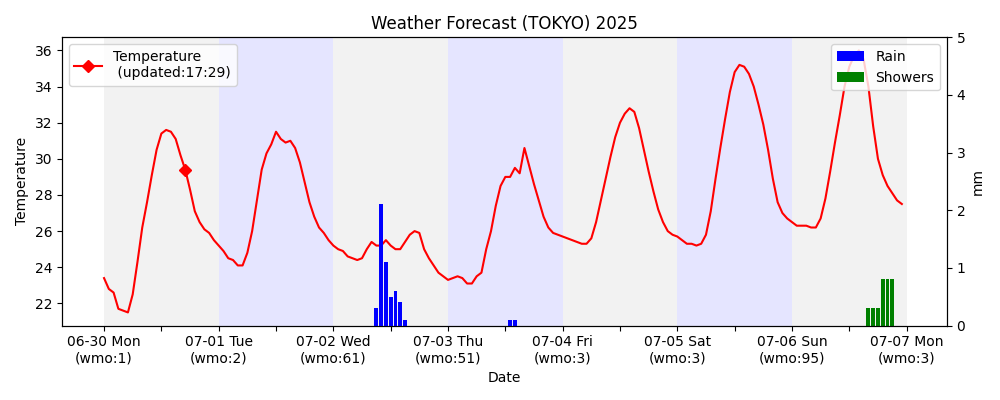 Weather Forecast (TOKYO) 2025
Temperature
(updated:17:29)
Rain
Showers
36
34
32
30
28
26
24
22
Temperature
5
4
3
2
1
0
mm
06-30 Mon
(wmo:1)
07-01 Tue
(wmo:2)
07-02 Wed
(wmo:61)
07-03 Thu
(wmo:51)
07-04 Fri
(wmo:3)
07-05 Sat
(wmo:3)
07-06 Sun
(wmo:95)
07-07 Mon
(wmo:3)
Date